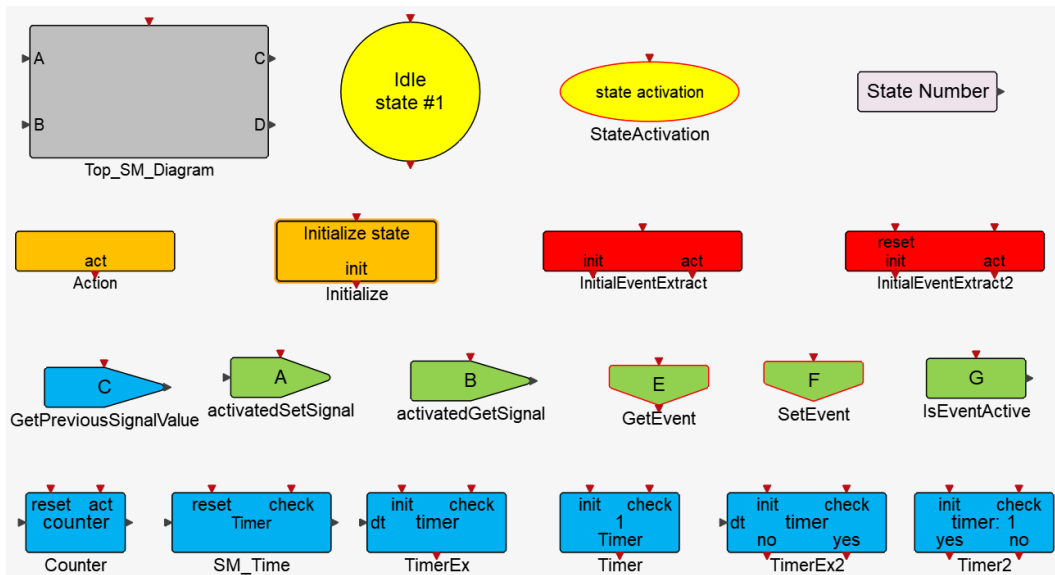 A
C
B
D
Top_SM_Diagram
Idle
state #1
state activation
StateActivation
State Number
act
Action
Initialize state
init
Initialize
init act
InitialEventExtract
reset
init act
InitialEventExtract2
C
GetPreviousSignalValue
A
activatedSetSignal
B
activatedGetSignal
E
GetEvent
F
SetEvent
G
IsEventActive
reset act
counter
Counter
reset check
Timer
SM_Time
init check
dt timer
TimerEx
init check
1
Timer
Timer
init check
dt timer
no yes
TimerEx2
init check
timer: 1
yes no
Timer2